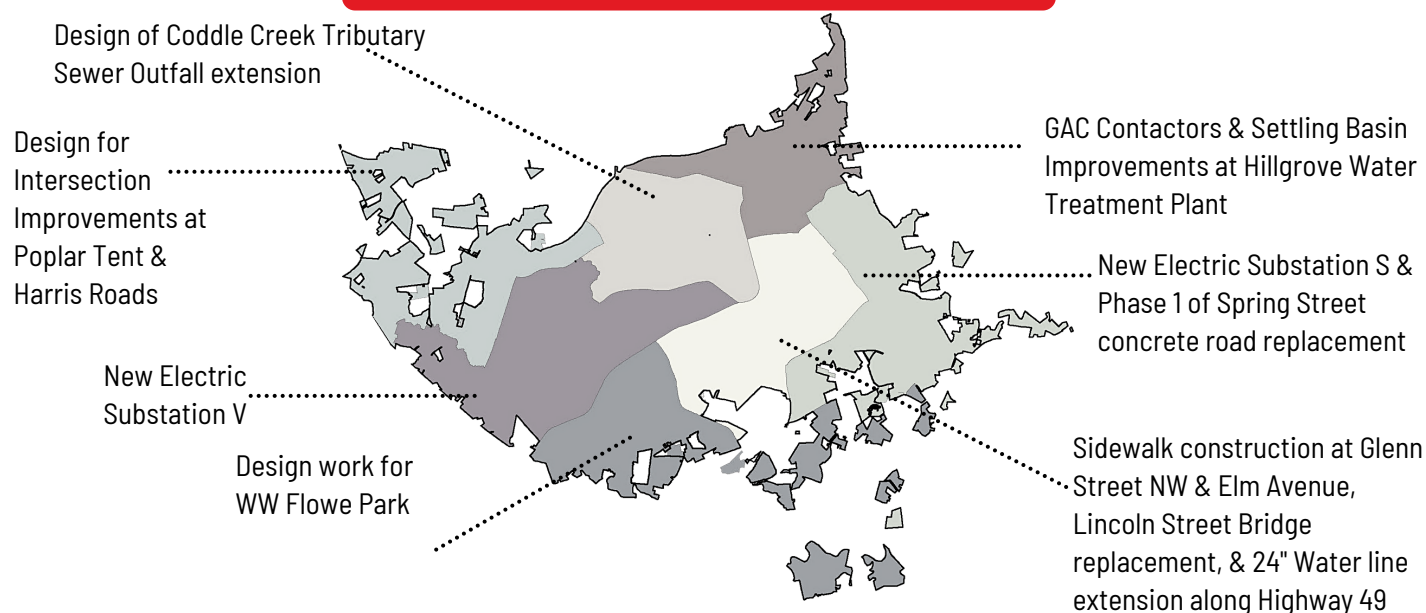 Design of Coddle Creek Tributary
Sewer Outfall extension
Design for
Intersection
Improvements at
Poplar Tent &
Harris Roads
New Electric
Substation V
Design work for
WW Flowe Park
GAC Contactors & Settling Basin
Improvements at Hillgrove Water
Treatment Plant
New Electric Substation S &
Phase 1 of Spring Street
concrete road replacement
Sidewalk construction at Glenn
Street NW & Elm Avenue,
Lincoln Street Bridge
replacement, & 24" Water line
extension along Highway 49